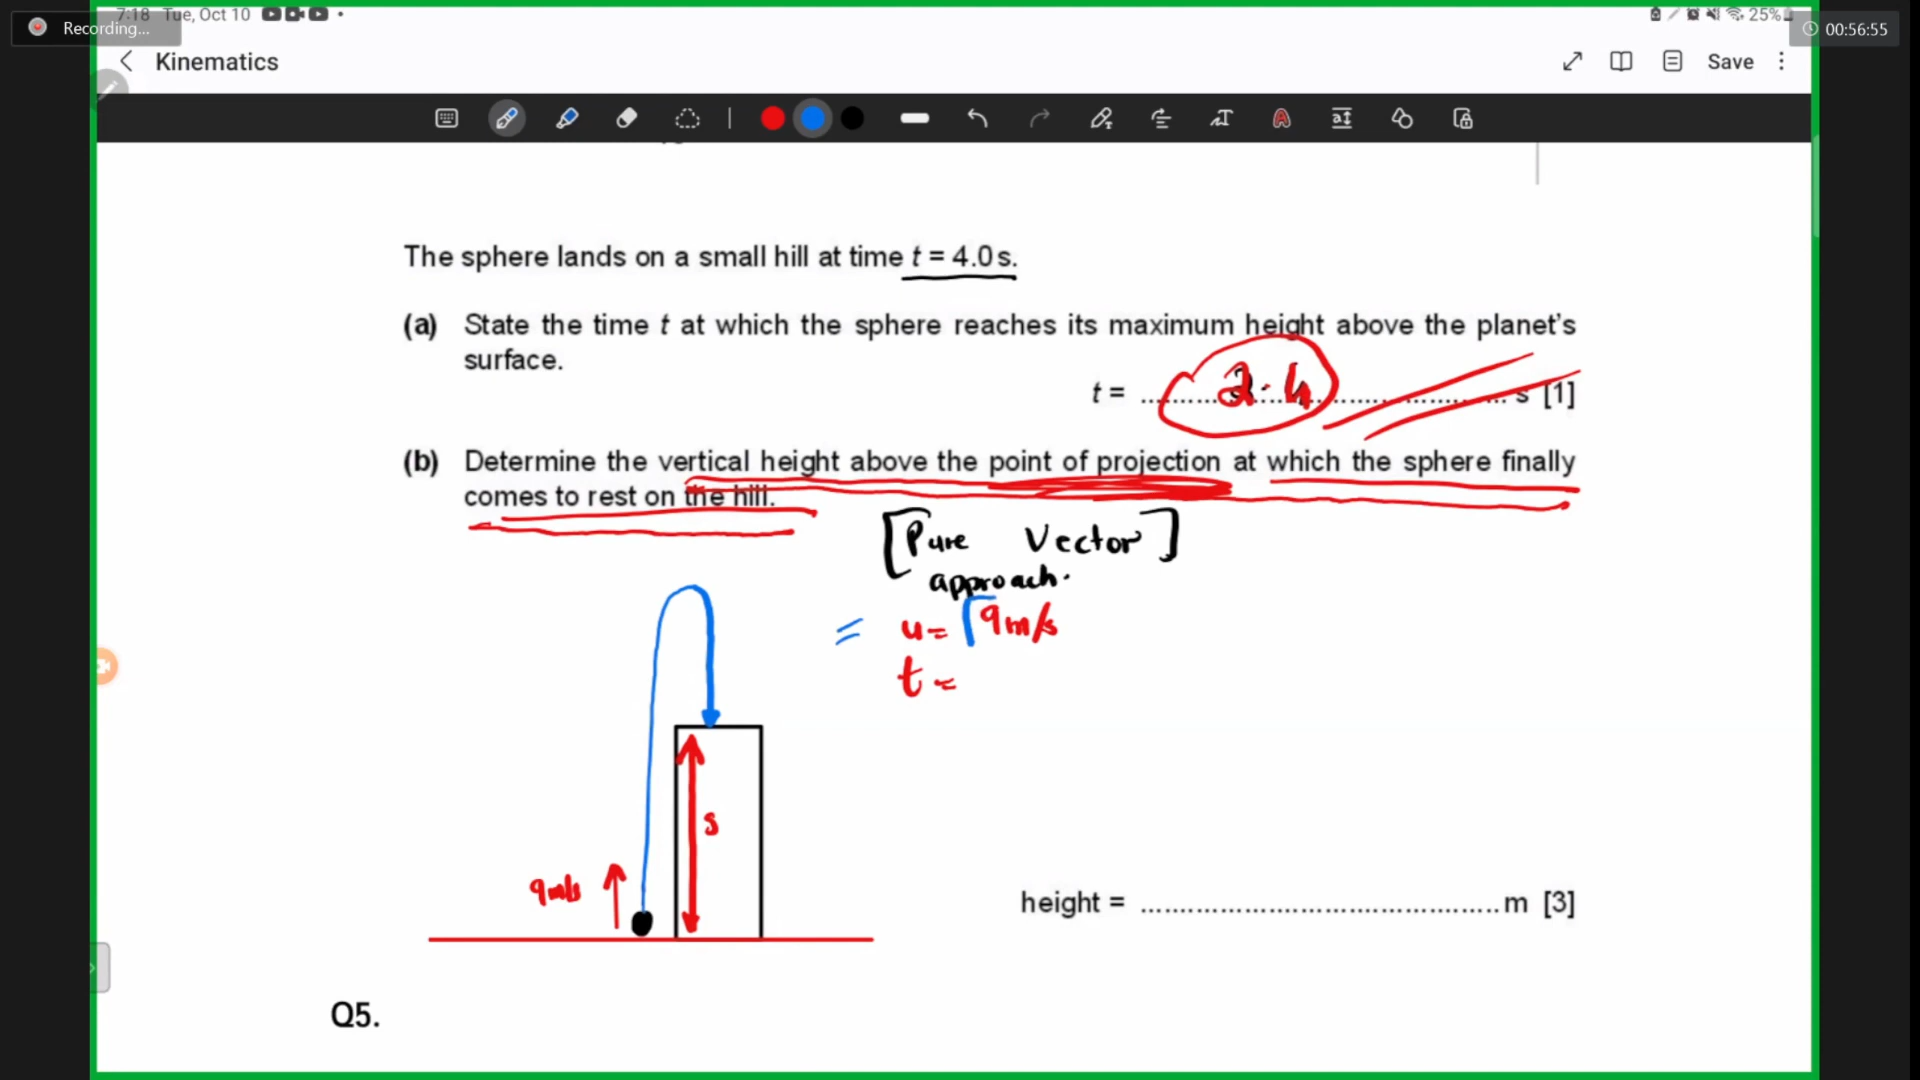 7:18 Tue, Oct 10
25%
Recording...
00:56:55
Kinematics
Save
The sphere lands on a small hill at time t = 4.0 s.
(a) State the time t at which the sphere reaches its maximum height above the planet's
surface.
t = 2.4 s [1]
(b) Determine the vertical height above the point of projection at which the sphere finally
comes to rest on the hill.
[Pure Vector]
approach.
= u = 9m/s
t =
s
9m/s
height = ........................................ m [3]
Q5.